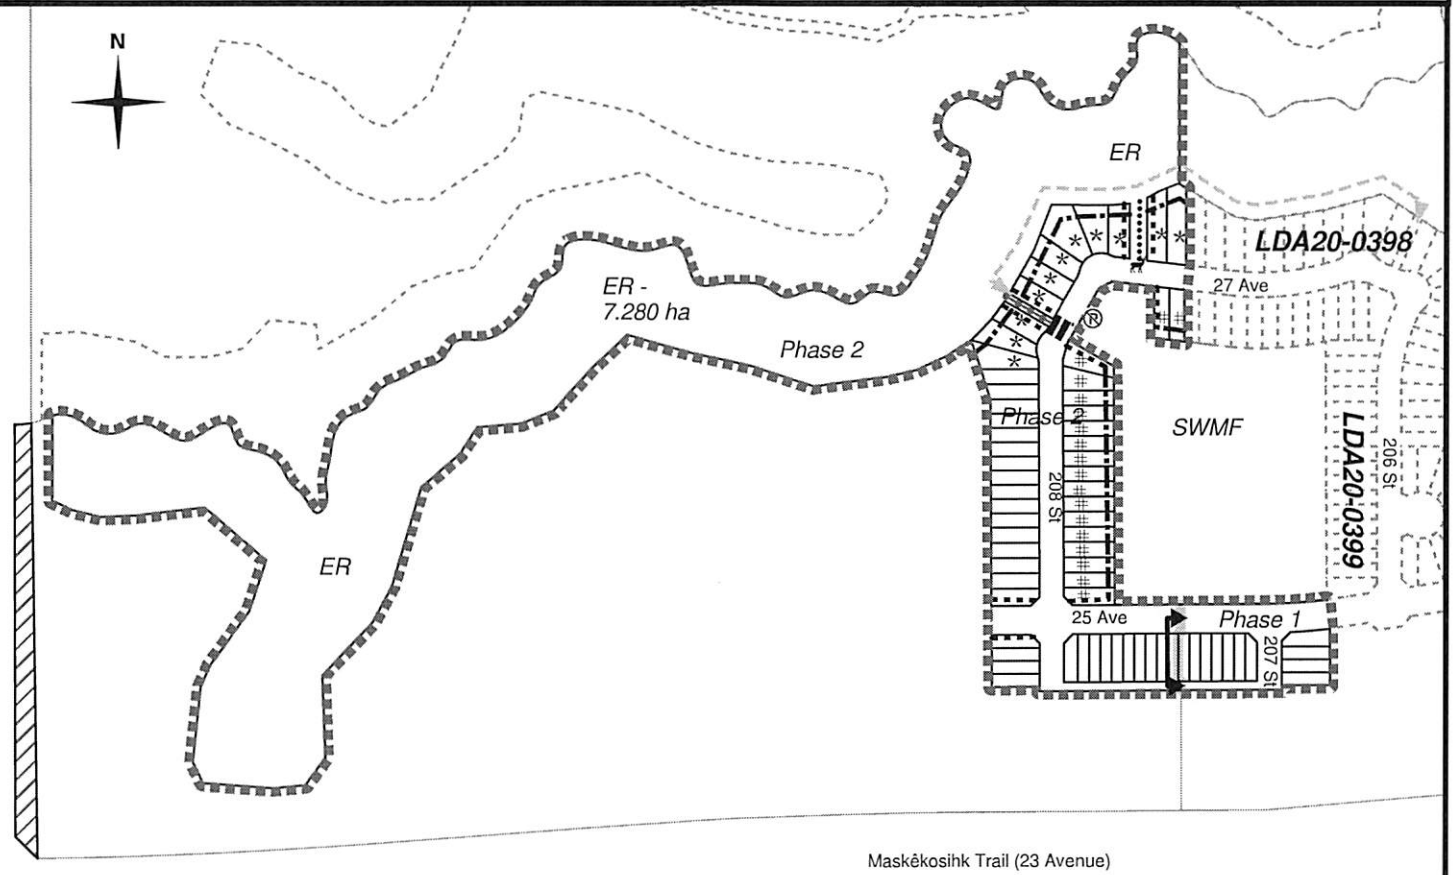 N
ER
LDA20-0398
27 Ave
ER -
7.280 ha
®
Phase 2
Phase 2
SWMF
LDA20-0399
206 St
208 St
ER
25 Ave
Phase 1
207 St
Maskêkosihk Trail (23 Avenue)